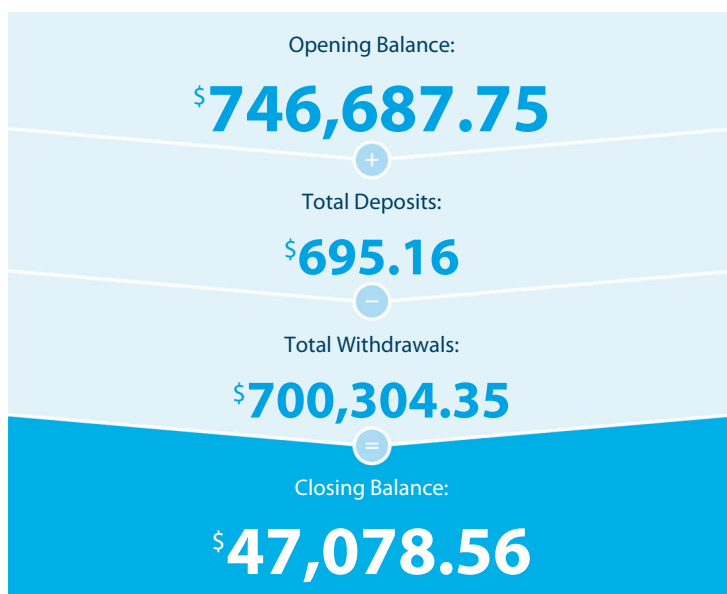 Opening Balance:
$746,687.75
+
Total Deposits:
$695.16
−
Total Withdrawals:
$700,304.35
=
Closing Balance:
$47,078.56